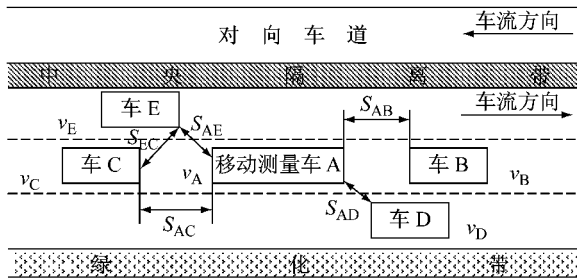 对向车道
车流方向
中央隔离带
车流方向
车 E
v_E
S_EC
S_AE
S_AB
车 C
v_C
v_A
移动测量车A
车 B
v_B
S_AC
S_AD
车 D
v_D
绿化带